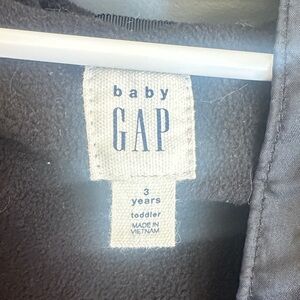 baby
GAP
3
years
toddler
MADE IN
VIETNAM